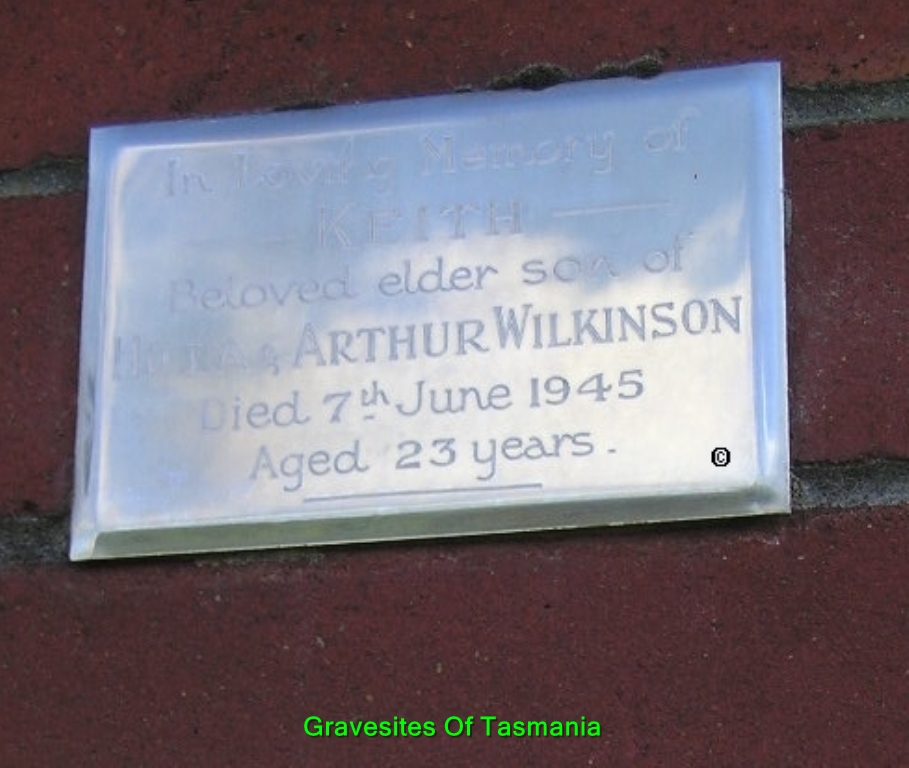 In Loving Memory of
KEITH
Beloved elder son of
HILDA & ARTHUR WILKINSON
Died 7th June 1945
Aged 23 years.
©
Gravesites Of Tasmania